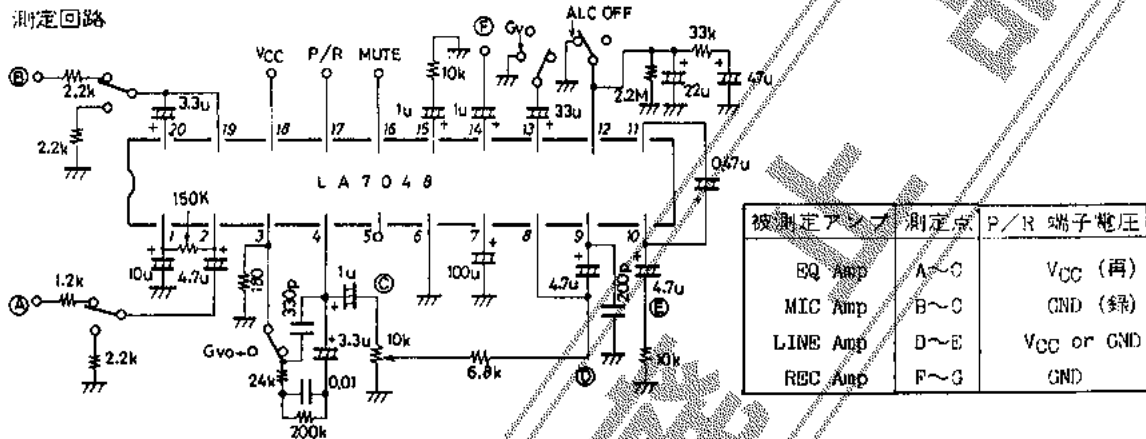 測定回路
ALC OFF
Gvo
Ⓕ
VCC
P/R
MUTE
33k
Ⓑ
2.2k
10k
2.2M
22u
47u
3.3u
1u
1u
33u
2.2k
20 19 18 17 16 15 14 13 12 11
0.47u
LA7048
150K
1 2 3 4 5 6 7 8 9 10
10u
4.7u
180
330p
1u
Ⓒ
100u
4.7u
200p
4.7u
Ⓔ
1.2k
Ⓐ
2.2k
Gvo
3.3u
10k
6.8k
Ⓓ
10k
24k
0.01
200k
被測定アンプ 測定点 P/R 端子電圧
EQ Amp A~C VCC (再)
MIC Amp B~C GND (録)
LINE Amp D~E VCC or GND
REC Amp F~G GND